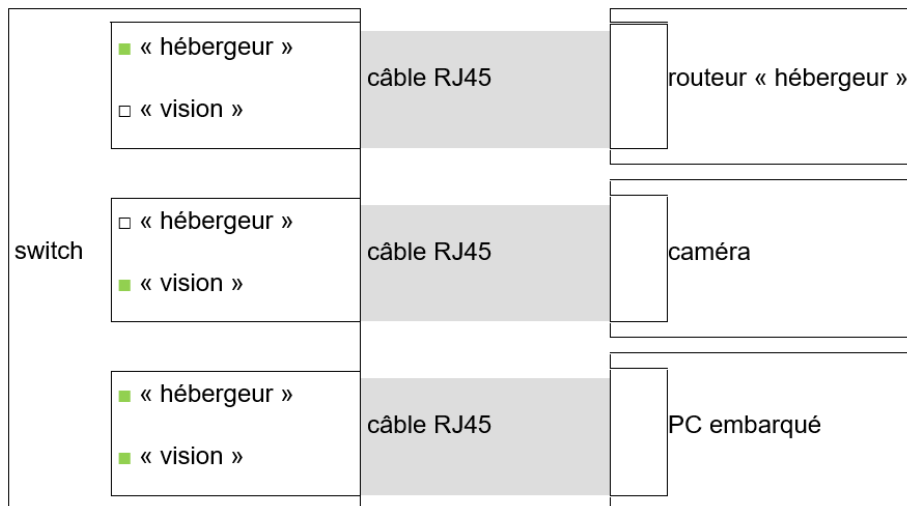 ■ « hébergeur »
□ « vision »
câble RJ45
routeur « hébergeur »
switch
□ « hébergeur »
■ « vision »
câble RJ45
caméra
■ « hébergeur »
■ « vision »
câble RJ45
PC embarqué